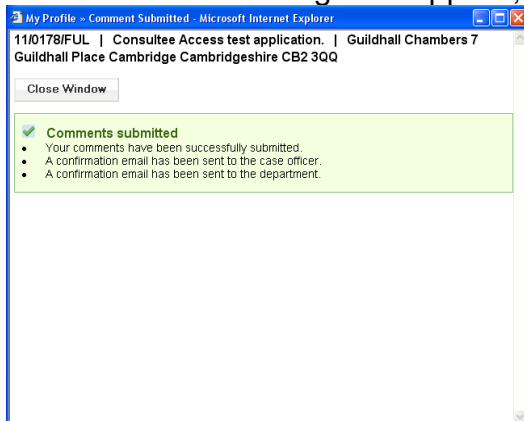 My Profile » Comment Submitted - Microsoft Internet Explorer
11/0178/FUL | Consultee Access test application. | Guildhall Chambers 7
Guildhall Place Cambridge Cambridgeshire CB2 3QQ
Close Window
Comments submitted
• Your comments have been successfully submitted.
• A confirmation email has been sent to the case officer.
• A confirmation email has been sent to the department.